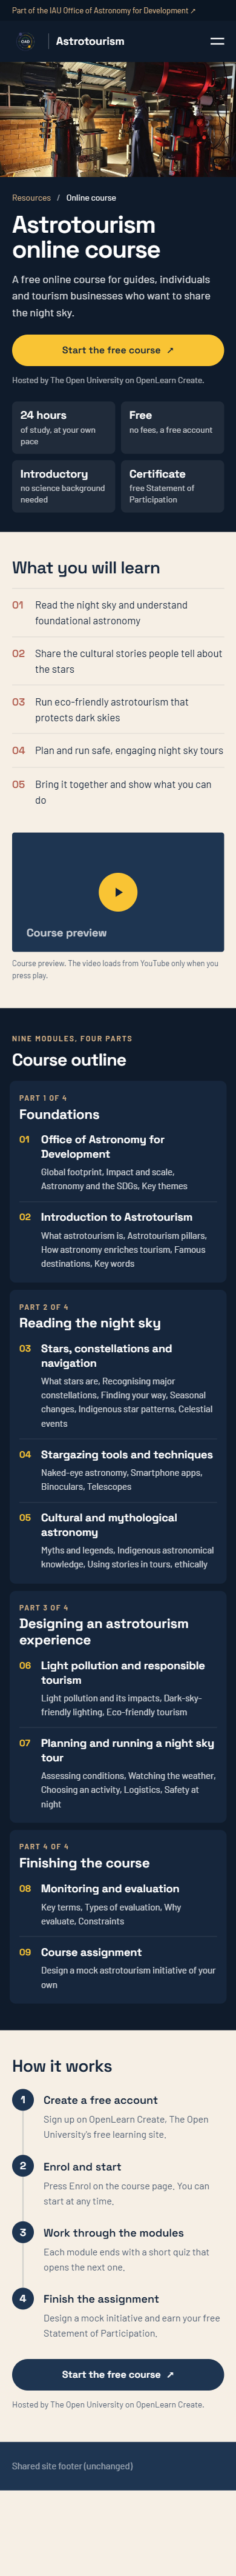 Part of the IAU Office of Astronomy for Development ↗
OAD
Astrotourism
Resources / Online course
Astrotourism
online course
A free online course for guides, individuals
and tourism businesses who want to share
the night sky.
Start the free course ↗
Hosted by The Open University on OpenLearn Create.
24 hours
of study, at your own
pace
Free
no fees, a free account
Introductory
no science background
needed
Certificate
free Statement of
Participation
What you will learn
01 Read the night sky and understand
foundational astronomy
02 Share the cultural stories people tell about
the stars
03 Run eco-friendly astrotourism that
protects dark skies
04 Plan and run safe, engaging night sky tours
05 Bring it together and show what you can
do
Course preview
Course preview. The video loads from YouTube only when you
press play.
NINE MODULES, FOUR PARTS
Course outline
PART 1 OF 4
Foundations
01 Office of Astronomy for
Development
Global footprint, Impact and scale,
Astronomy and the SDGs, Key themes
02 Introduction to Astrotourism
What astrotourism is, Astrotourism pillars,
How astronomy enriches tourism, Famous
destinations, Key words
PART 2 OF 4
Reading the night sky
03 Stars, constellations and
navigation
What stars are, Recognising major
constellations, Finding your way, Seasonal
changes, Indigenous star patterns, Celestial
events
04 Stargazing tools and techniques
Naked-eye astronomy, Smartphone apps,
Binoculars, Telescopes
05 Cultural and mythological
astronomy
Myths and legends, Indigenous astronomical
knowledge, Using stories in tours, ethically
PART 3 OF 4
Designing an astrotourism
experience
06 Light pollution and responsible
tourism
Light pollution and its impacts, Dark-sky-
friendly lighting, Eco-friendly tourism
07 Planning and running a night sky
tour
Assessing conditions, Watching the weather,
Choosing an activity, Logistics, Safety at
night
PART 4 OF 4
Finishing the course
08 Monitoring and evaluation
Key terms, Types of evaluation, Why
evaluate, Constraints
09 Course assignment
Design a mock astrotourism initiative of your
own
How it works
1 Create a free account
Sign up on OpenLearn Create, The Open
University's free learning site.
2 Enrol and start
Press Enrol on the course page. You can
start at any time.
3 Work through the modules
Each module ends with a short quiz that
opens the next one.
4 Finish the assignment
Design a mock initiative and earn your free
Statement of Participation.
Start the free course ↗
Hosted by The Open University on OpenLearn Create.
Shared site footer (unchanged)